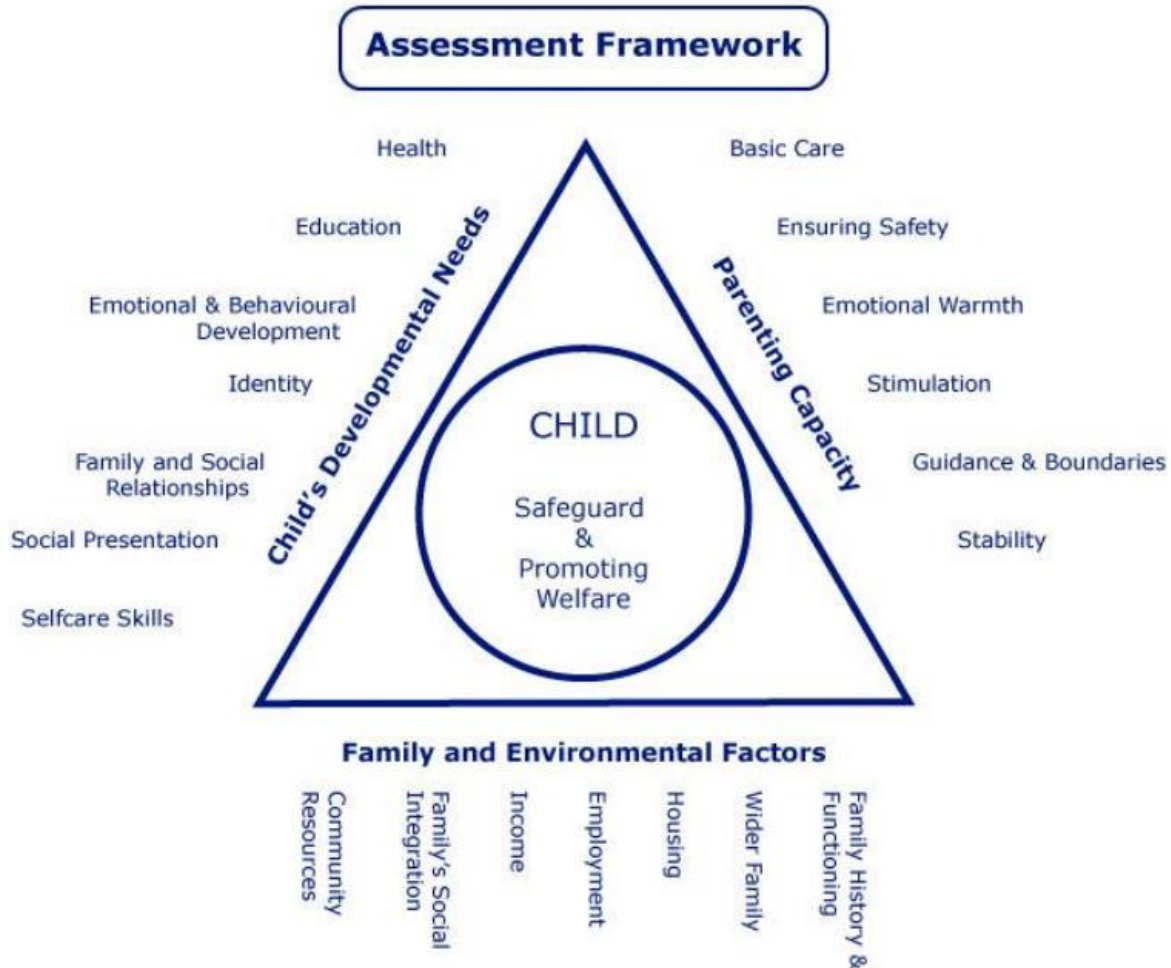 Assessment Framework
Health
Education
Emotional & Behavioural
Development
Identity
Family and Social
Relationships
Social Presentation
Selfcare Skills
Child's Developmental Needs
Basic Care
Ensuring Safety
Emotional Warmth
Stimulation
Guidance & Boundaries
Stability
Parenting Capacity
CHILD
Safeguard
&
Promoting
Welfare
Family and Environmental Factors
Community
Resources
Family's Social
Integration
Income
Employment
Housing
Wider Family
Family History &
Functioning